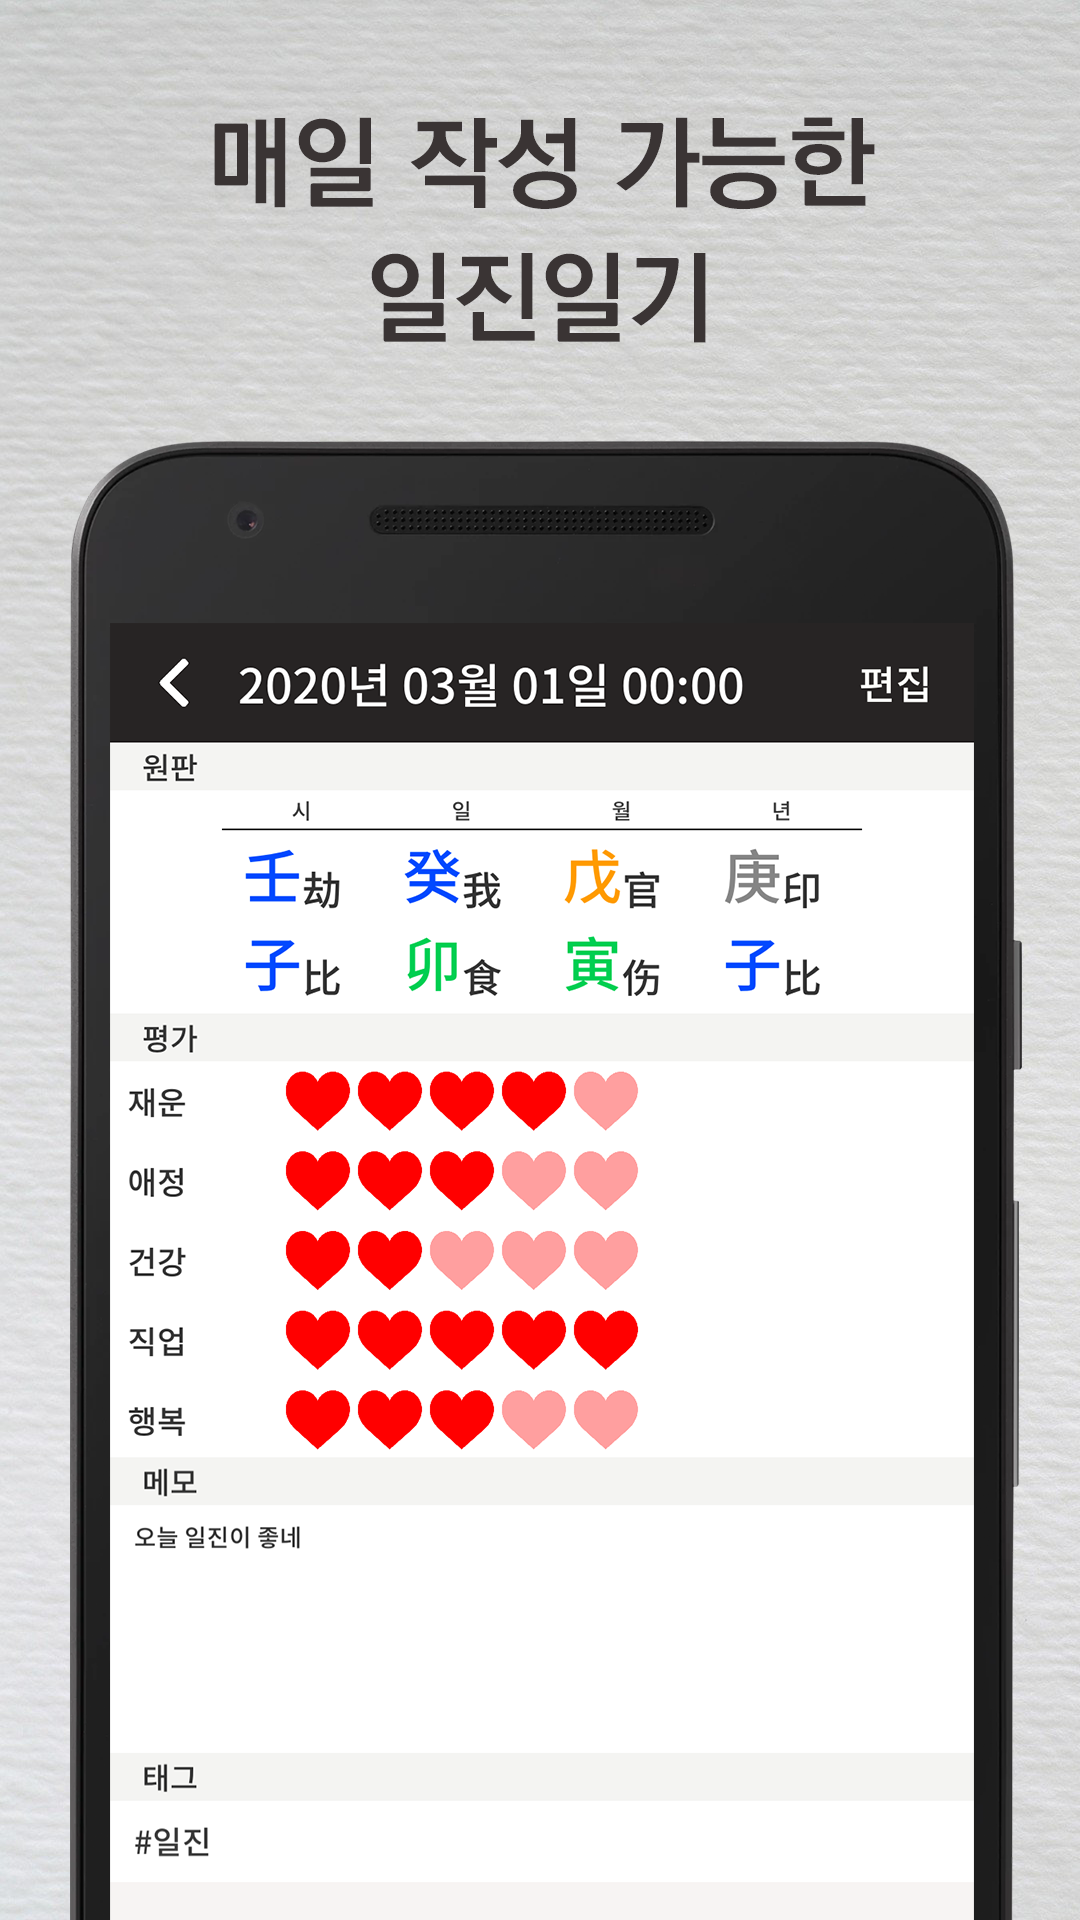 매일 작성 가능한
일진일기
2020년 03월 01일 00:00 편집
원판
시 일 월 년
壬劫 癸我 戊官 庚印
子比 卯食 寅伤 子比
평가
재운
애정
건강
직업
행복
메모
오늘 일진이 좋네
태그
#일진